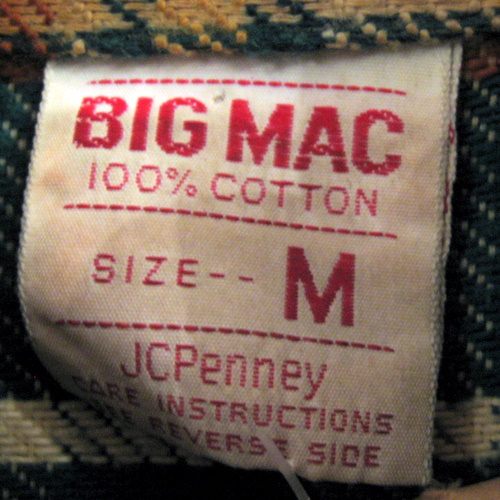 BIG MAC
100% COTTON
SIZE-- M
JCPenney
CARE INSTRUCTIONS
REVERSE SIDE